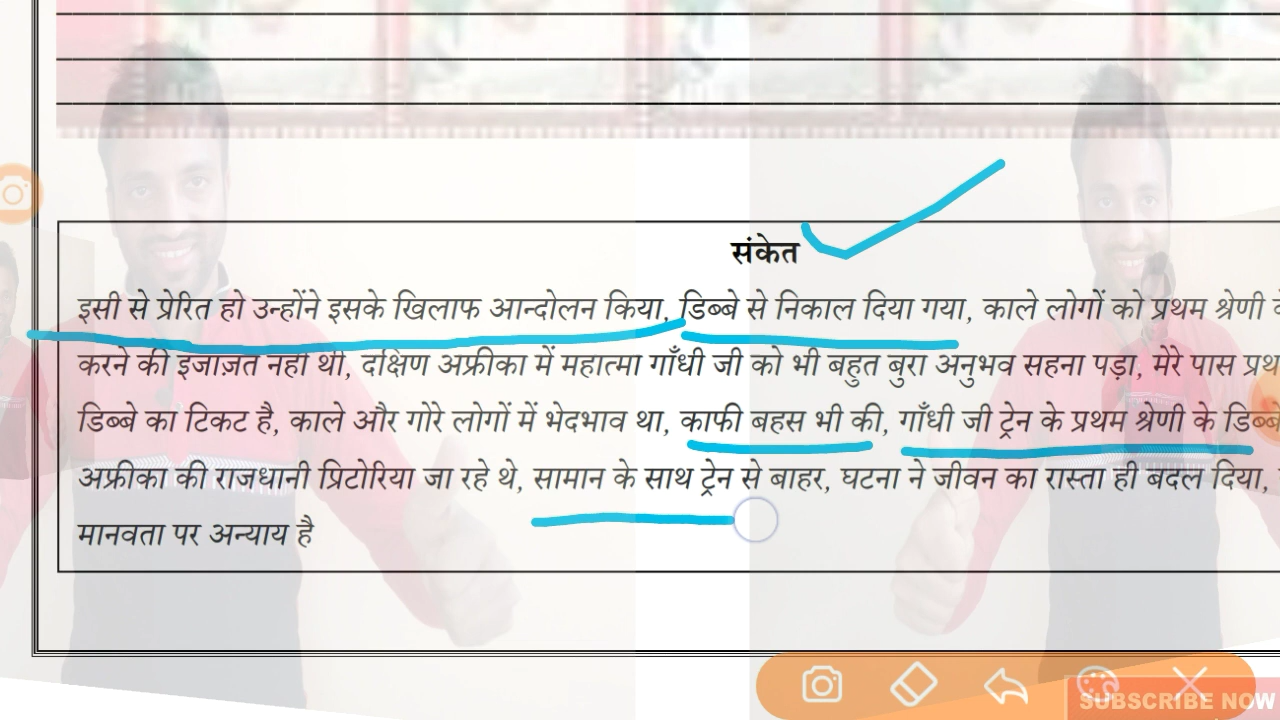 संकेत
इसी से प्रेरित हो उन्होंने इसके खिलाफ आन्दोलन किया, डिब्बे से निकाल दिया गया, काले लोगों को प्रथम श्रेणी
करने की इजाज़त नही थी, दक्षिण अफ्रीका में महात्मा गाँधी जी को भी बहुत बुरा अनुभव सहना पड़ा, मेरे पास
डिब्बे का टिकट है, काले और गोरे लोगों में भेदभाव था, काफी बहस भी की, गाँधी जी ट्रेन के प्रथम श्रेणी के
अफ्रीका की राजधानी प्रिटोरिया जा रहे थे, सामान के साथ ट्रेन से बाहर, घटना ने जीवन का रास्ता ही बदल दिया,
मानवता पर अन्याय है
SUBSCRIBE NOW